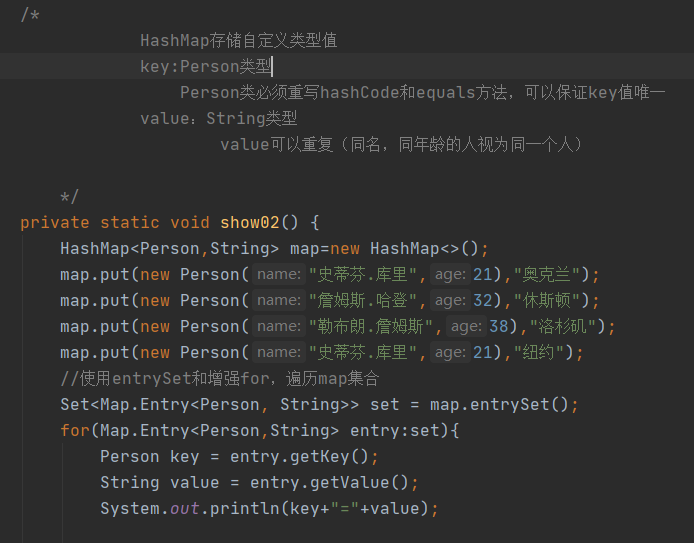 /*
HashMap存储自定义类型值
key:Person类型
Person类必须重写hashCode和equals方法，可以保证key值唯一
value：String类型
value可以重复（同名，同年龄的人视为同一个人）
*/
private static void show02() {
HashMap<Person,String> map=new HashMap<>();
map.put(new Person( name: "史蒂芬.库里", age: 21),"奥克兰");
map.put(new Person( name: "詹姆斯.哈登", age: 32),"休斯顿");
map.put(new Person( name: "勒布朗.詹姆斯", age: 38),"洛杉矶");
map.put(new Person( name: "史蒂芬.库里", age: 21),"纽约");
//使用entrySet和增强for，遍历map集合
Set<Map.Entry<Person, String>> set = map.entrySet();
for(Map.Entry<Person,String> entry:set){
Person key = entry.getKey();
String value = entry.getValue();
System.out.println(key+"="+value);